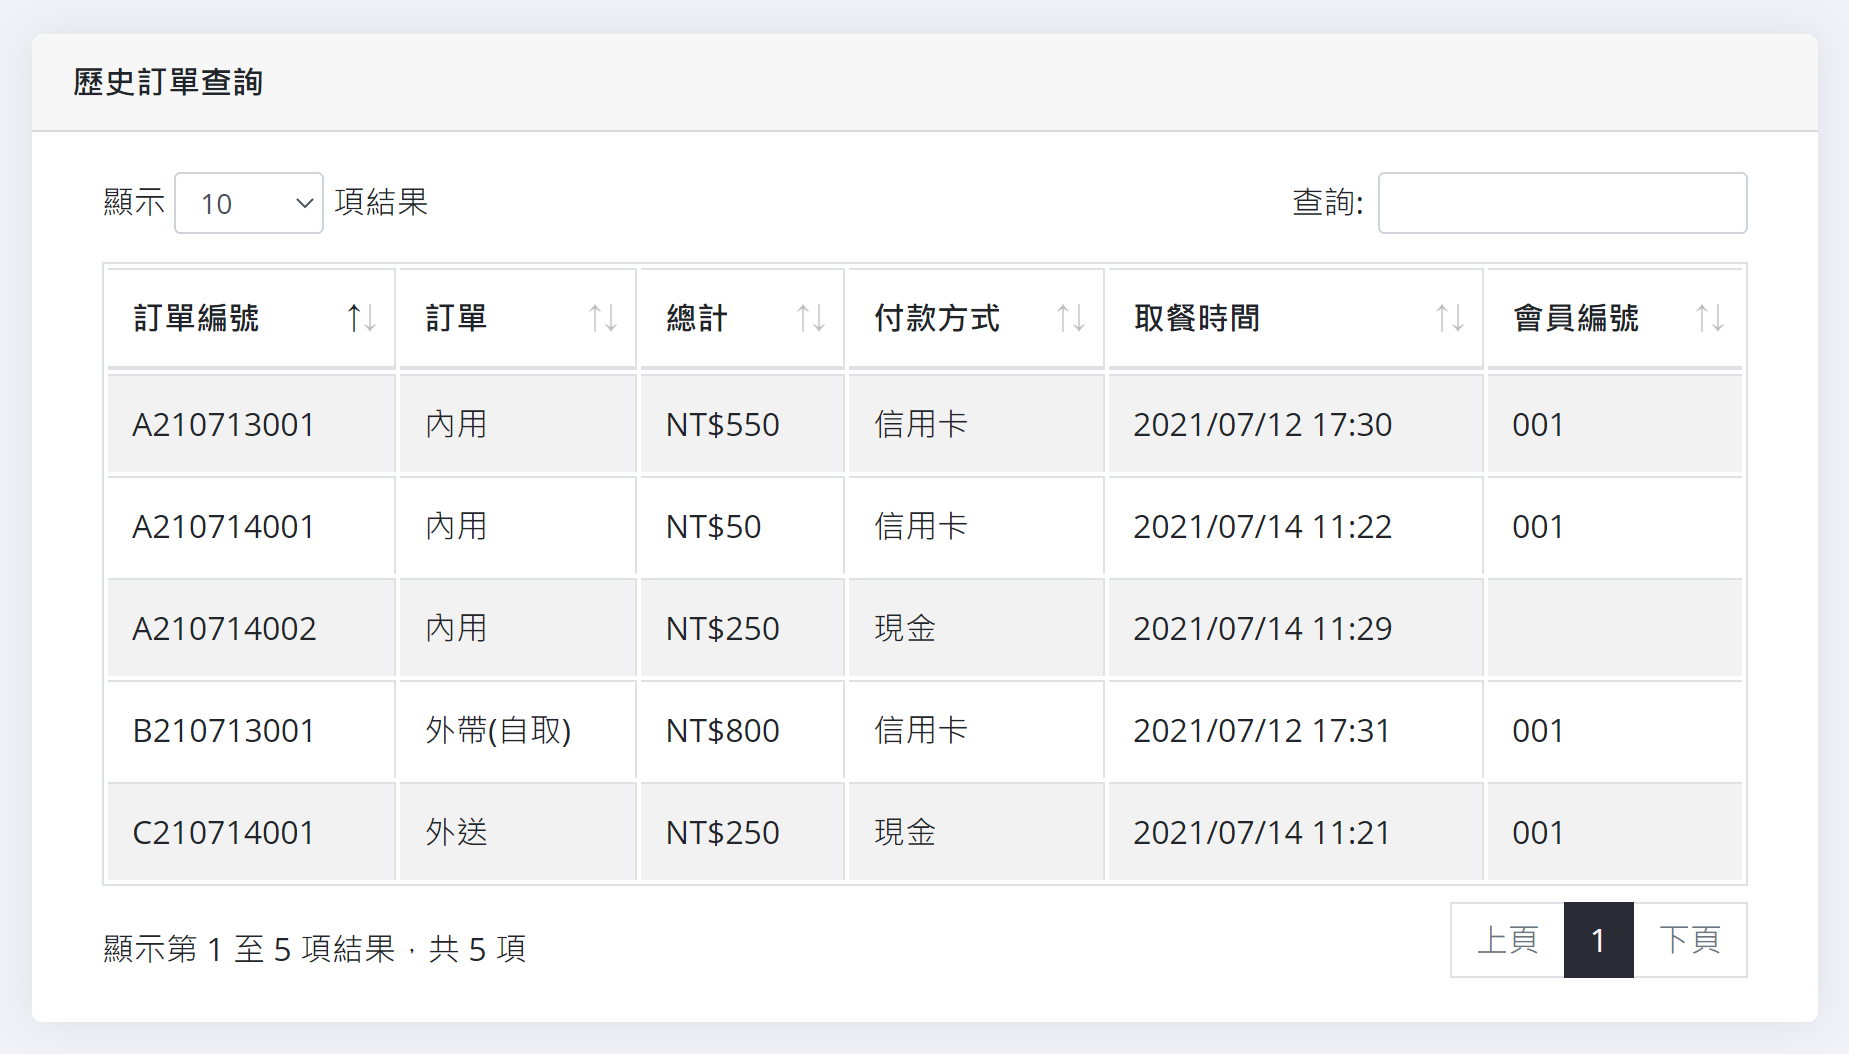 歷史訂單查詢
顯示 10 項結果 查詢:
訂單編號 訂單 總計 付款方式 取餐時間 會員編號
A210713001 內用 NT$550 信用卡 2021/07/12 17:30 001
A210714001 內用 NT$50 信用卡 2021/07/14 11:22 001
A210714002 內用 NT$250 現金 2021/07/14 11:29
B210713001 外帶(自取) NT$800 信用卡 2021/07/12 17:31 001
C210714001 外送 NT$250 現金 2021/07/14 11:21 001
顯示第 1 至 5 項結果，共 5 項
上頁 1 下頁